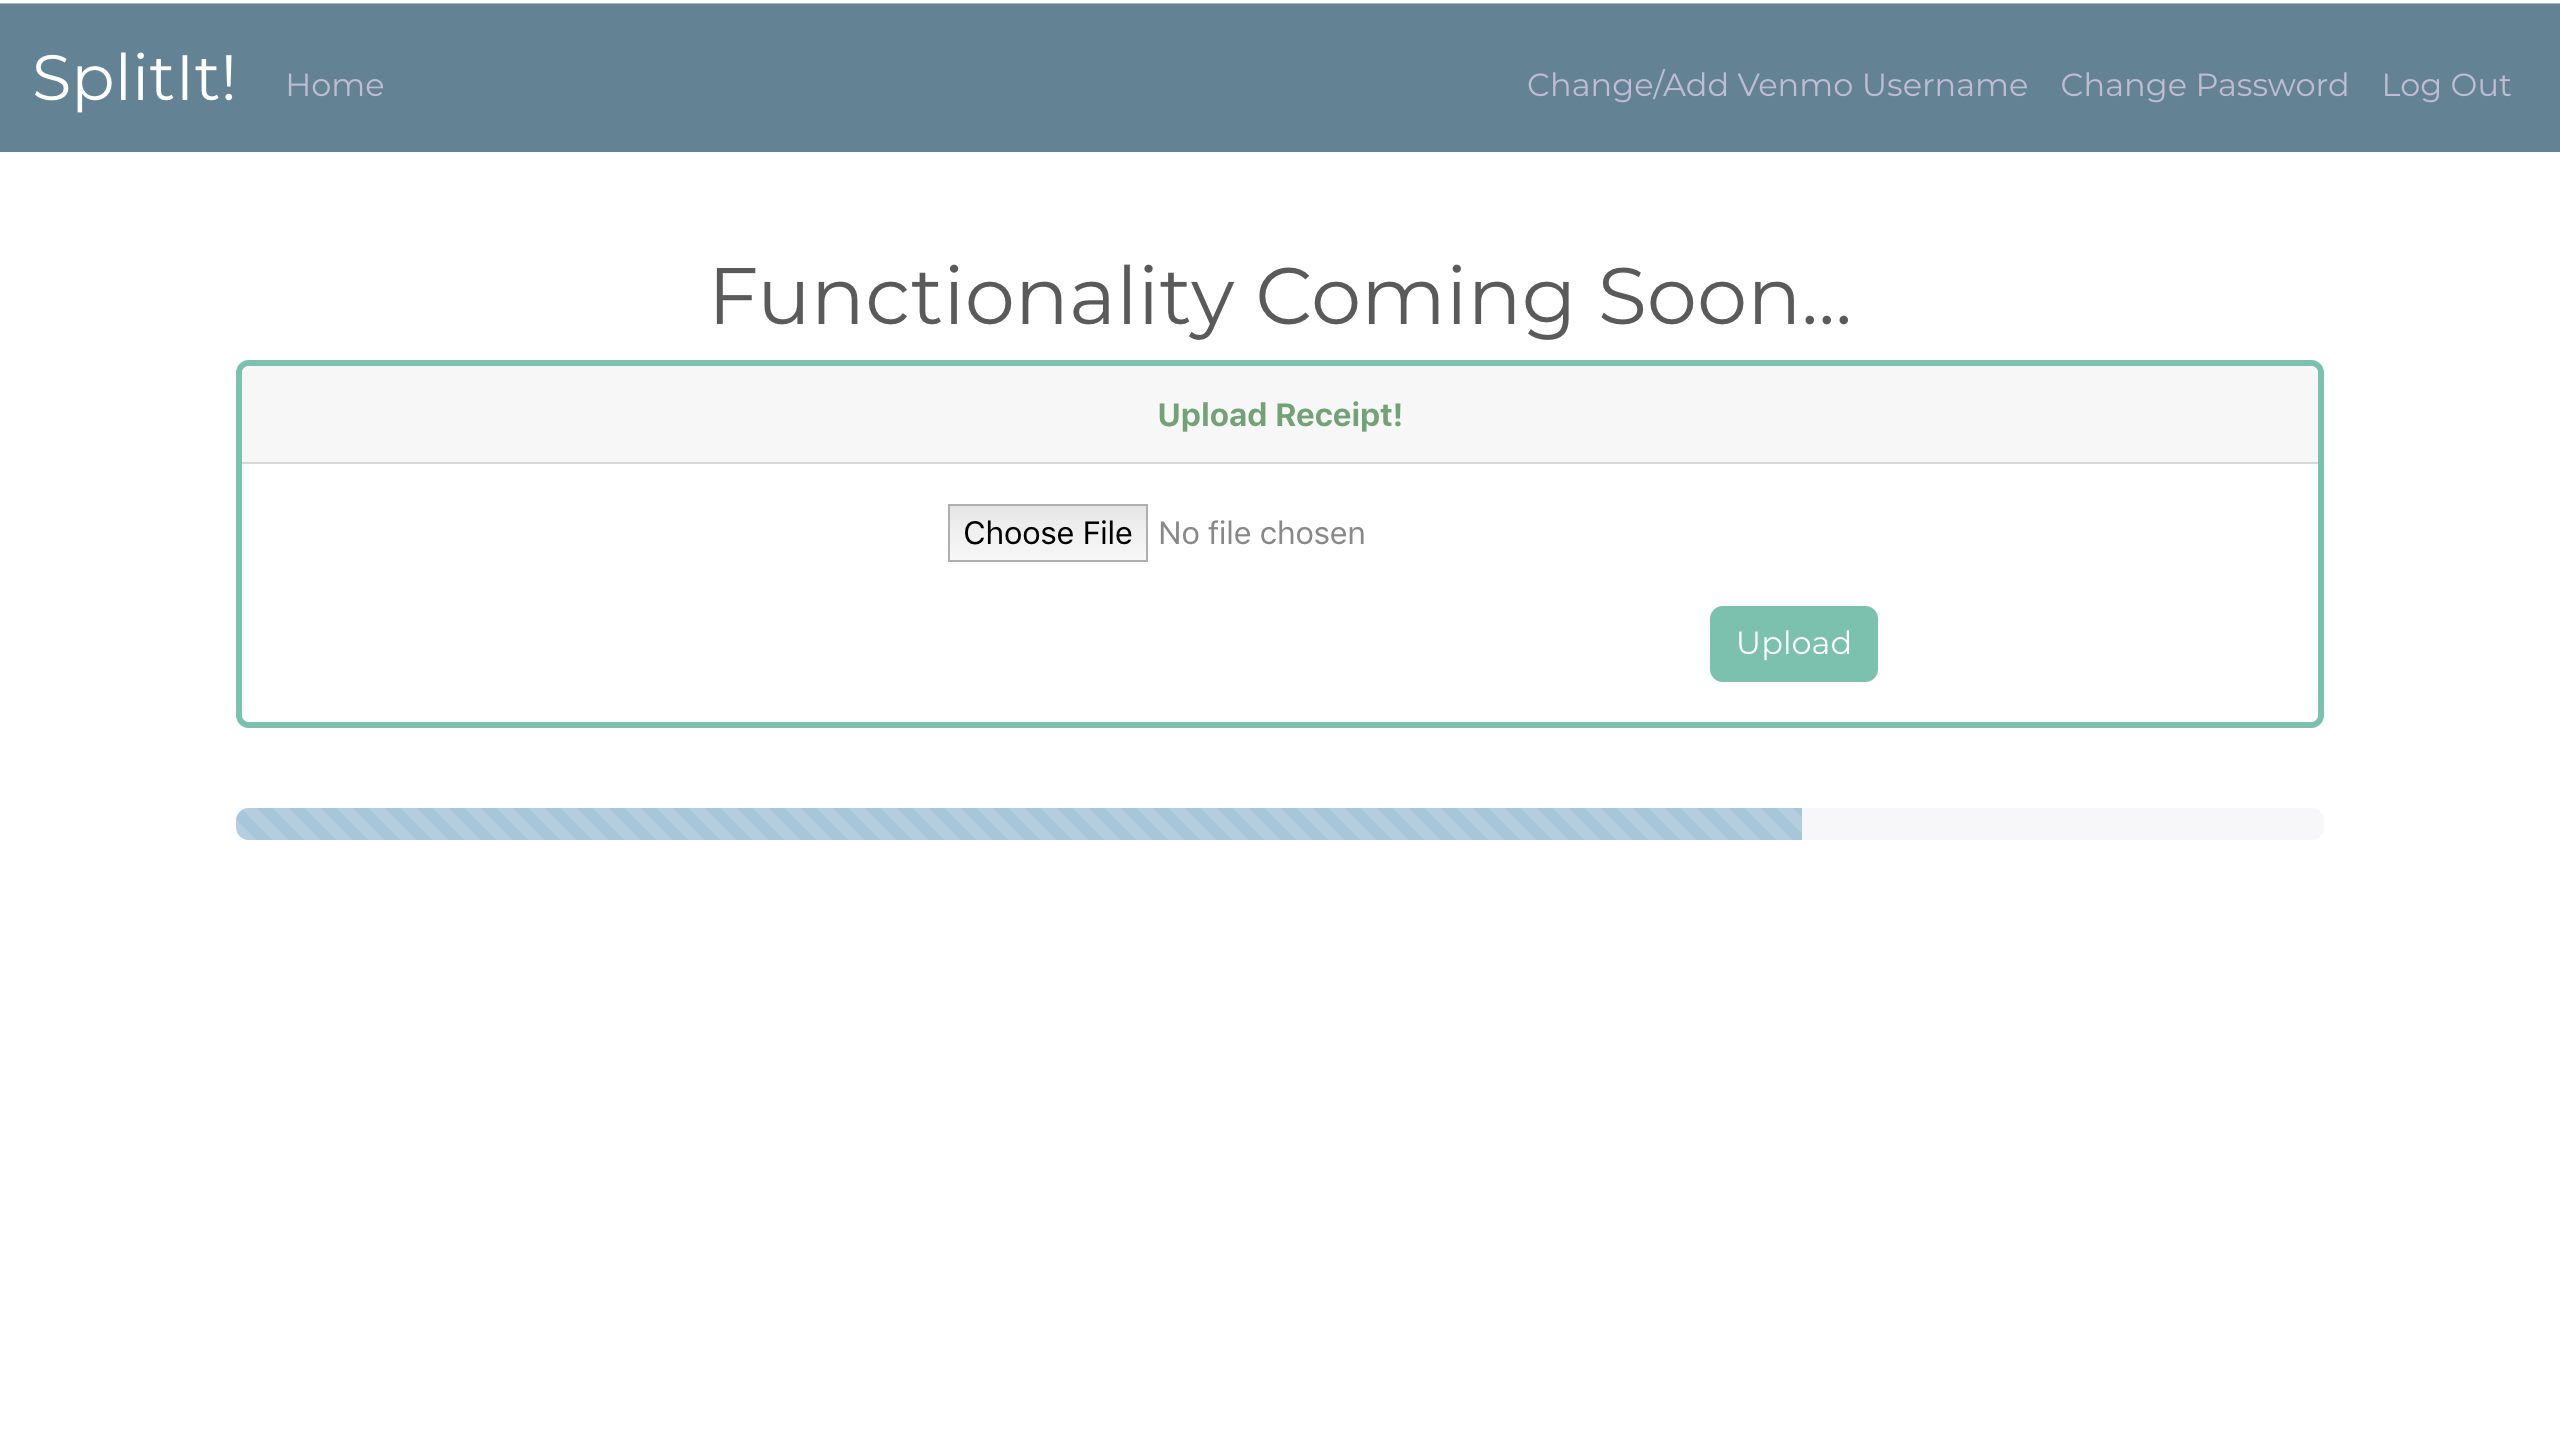 SplitIt! Home Change/Add Venmo Username Change Password Log Out
Functionality Coming Soon...
Upload Receipt!
Choose File No file chosen
Upload